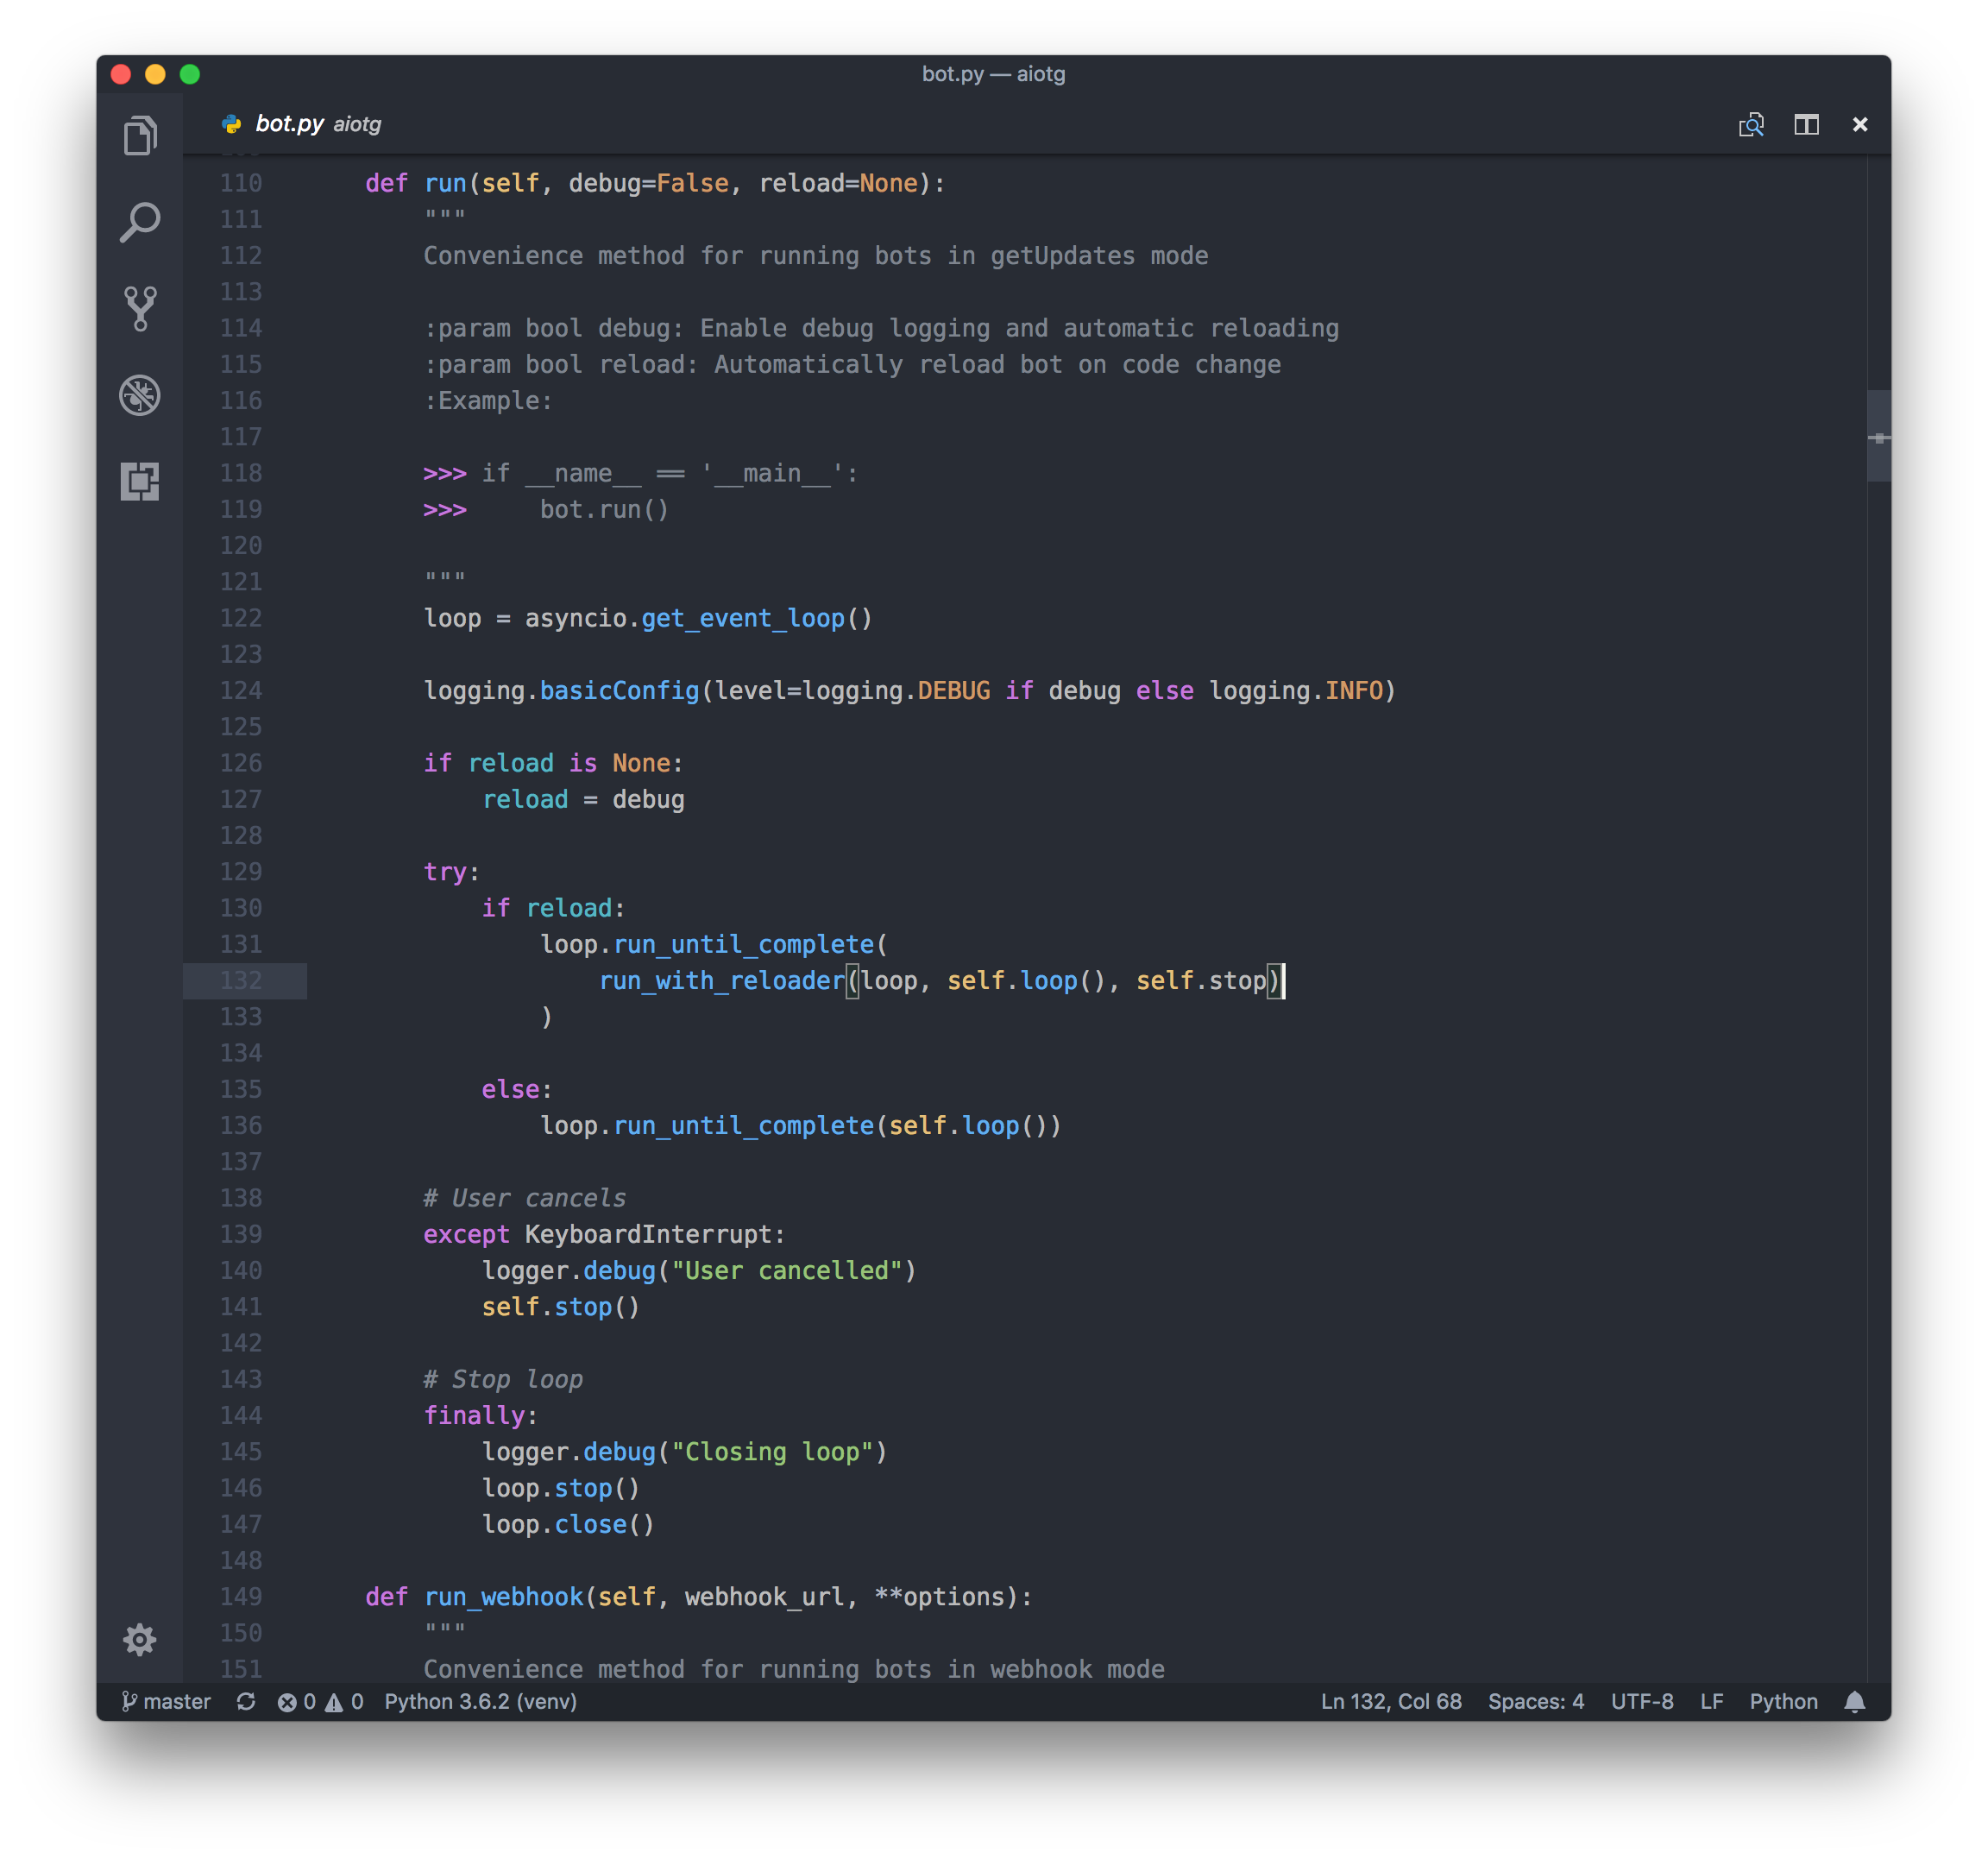 bot.py — aiotg
bot.py aiotg
110 def run(self, debug=False, reload=None):
111 """
112 Convenience method for running bots in getUpdates mode
113
114 :param bool debug: Enable debug logging and automatic reloading
115 :param bool reload: Automatically reload bot on code change
116 :Example:
117
118 >>> if __name__ == '__main__':
119 >>>     bot.run()
120
121 """
122 loop = asyncio.get_event_loop()
123
124 logging.basicConfig(level=logging.DEBUG if debug else logging.INFO)
125
126 if reload is None:
127     reload = debug
128
129 try:
130     if reload:
131         loop.run_until_complete(
132             run_with_reloader(loop, self.loop(), self.stop)
133         )
134
135     else:
136         loop.run_until_complete(self.loop())
137
138 # User cancels
139 except KeyboardInterrupt:
140     logger.debug("User cancelled")
141     self.stop()
142
143 # Stop loop
144 finally:
145     logger.debug("Closing loop")
146     loop.stop()
147     loop.close()
148
149 def run_webhook(self, webhook_url, **options):
150 """
151 Convenience method for running bots in webhook mode
master 0 0 Python 3.6.2 (venv) Ln 132, Col 68 Spaces: 4 UTF-8 LF Python